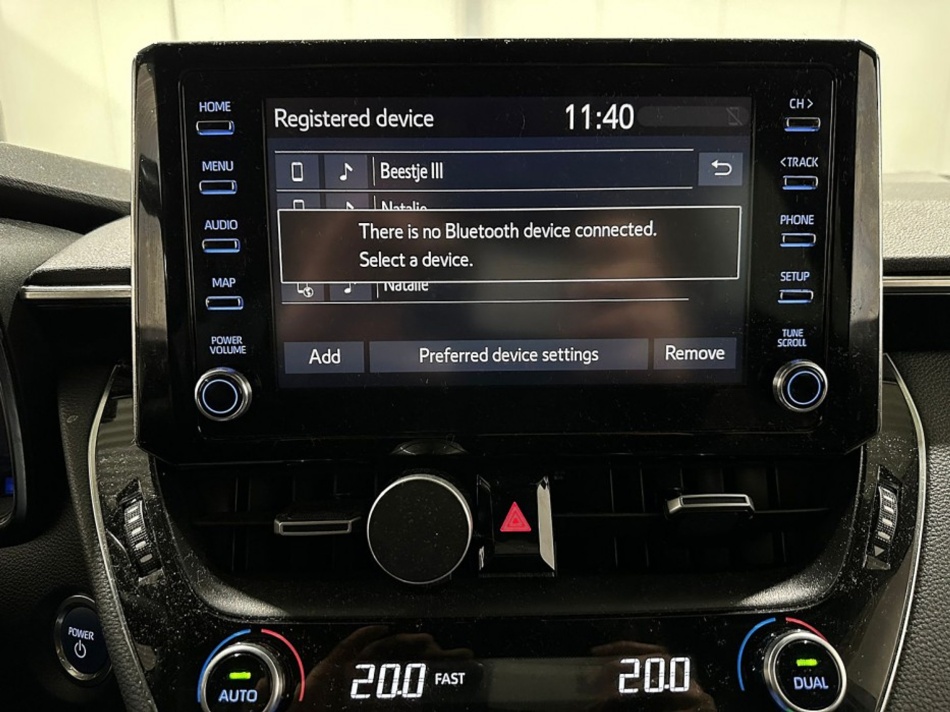 HOME
CH >
Registered device
11:40
MENU
Beestje III
< TRACK
Natalie
AUDIO
There is no Bluetooth device connected.
Select a device.
PHONE
MAP
Natalie
SETUP
POWER
VOLUME
Add
Preferred device settings
Remove
TUNE
SCROLL
POWER
AUTO
20.0
FAST
20.0
DUAL